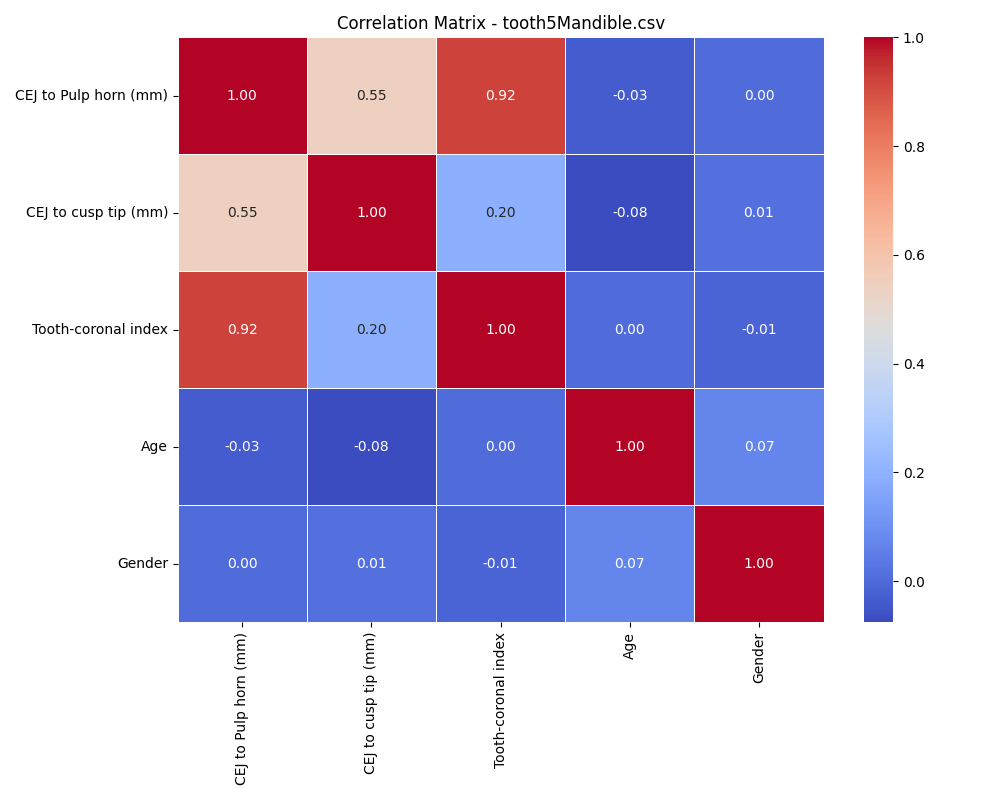 Correlation Matrix - tooth5Mandible.csv
CEJ to Pulp horn (mm) 1.00 0.55 0.92 -0.03 0.00
CEJ to cusp tip (mm) 0.55 1.00 0.20 -0.08 0.01
Tooth-coronal index 0.92 0.20 1.00 0.00 -0.01
Age -0.03 -0.08 0.00 1.00 0.07
Gender 0.00 0.01 -0.01 0.07 1.00
CEJ to Pulp horn (mm)
CEJ to cusp tip (mm)
Tooth-coronal index
Age
Gender
1.0
0.8
0.6
0.4
0.2
0.0